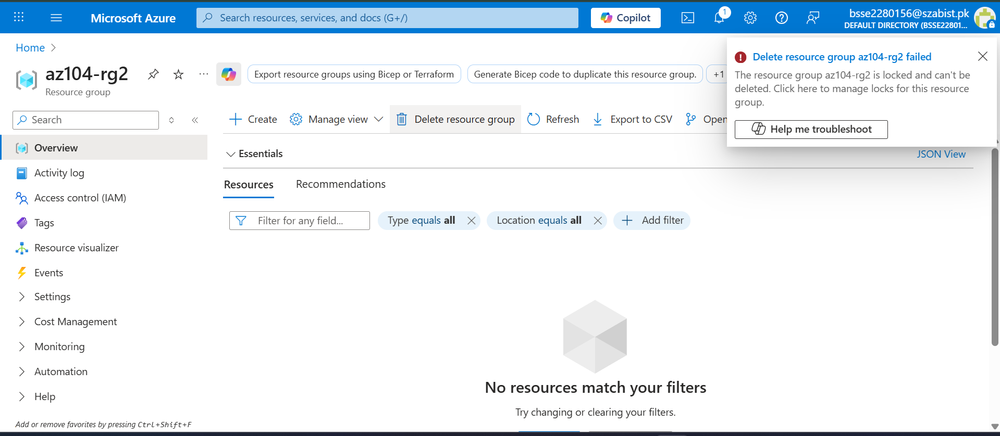 Microsoft Azure
Search resources, services, and docs (G+/)
Copilot
1
bsse2280156@szabist.pk
DEFAULT DIRECTORY (BSSE22801...
Home
az104-rg2
Resource group
Export resource groups using Bicep or Terraform
Generate Bicep code to duplicate this resource group.
+1
Delete resource group az104-rg2 failed
The resource group az104-rg2 is locked and can't be
deleted. Click here to manage locks for this resource
group.
Help me troubleshoot
Search
Create
Manage view
Delete resource group
Refresh
Export to CSV
Open
Overview
Activity log
Access control (IAM)
Tags
Resource visualizer
Events
Settings
Cost Management
Monitoring
Automation
Help
Add or remove favorites by pressing Ctrl+Shift+F
Essentials
JSON View
Resources
Recommendations
Filter for any field...
Type equals all
Location equals all
Add filter
No resources match your filters
Try changing or clearing your filters.